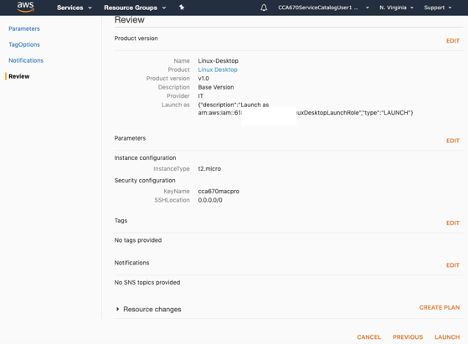 aws Services Resource Groups CCA670ServiceCatalogUser1 ... N. Virginia Support
Parameters
TagOptions
Notifications
Review
Review
Product version EDIT
Name Linux-Desktop
Product Linux Desktop
Product version v1.0
Description Base Version
Provider IT
Launch as {"description":"Launch as
arn:aws:iam::61 uxDesktopLaunchRole","type":"LAUNCH"}
Parameters EDIT
Instance configuration
InstanceType t2.micro
Security configuration
KeyName cca670macpro
SSHLocation 0.0.0.0/0
Tags EDIT
No tags provided
Notifications EDIT
No SNS topics provided
Resource changes CREATE PLAN
CANCEL PREVIOUS LAUNCH